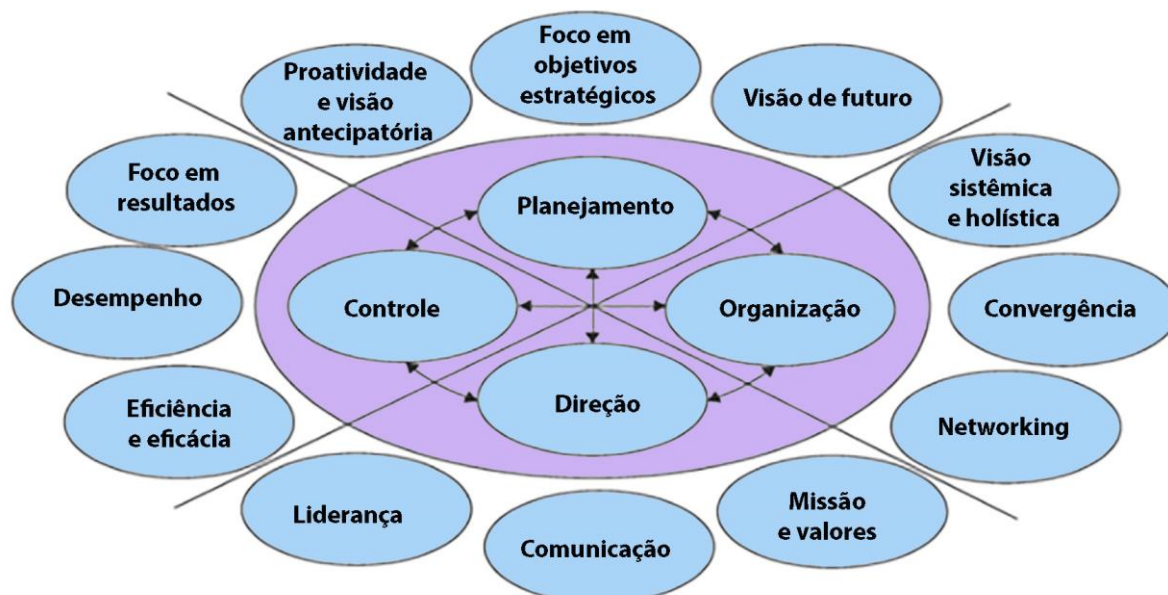 Foco em
objetivos
estratégicos
Proatividade
e visão
antecipatória
Visão de futuro
Foco em
resultados
Visão
sistêmica
e holística
Planejamento
Desempenho
Controle
Organização
Convergência
Direção
Eficiência
e eficácia
Networking
Liderança
Missão
e valores
Comunicação